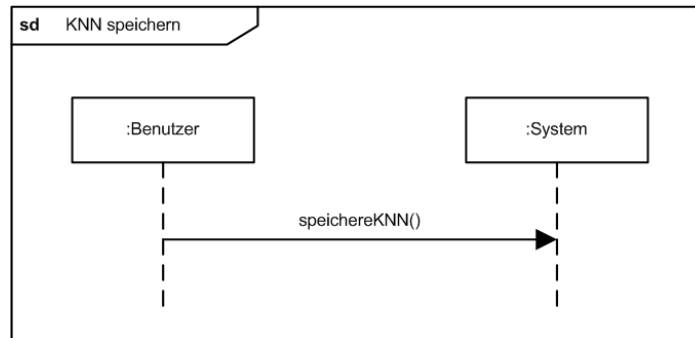 sd KNN speichern
:Benutzer
:System
speichereKNN()